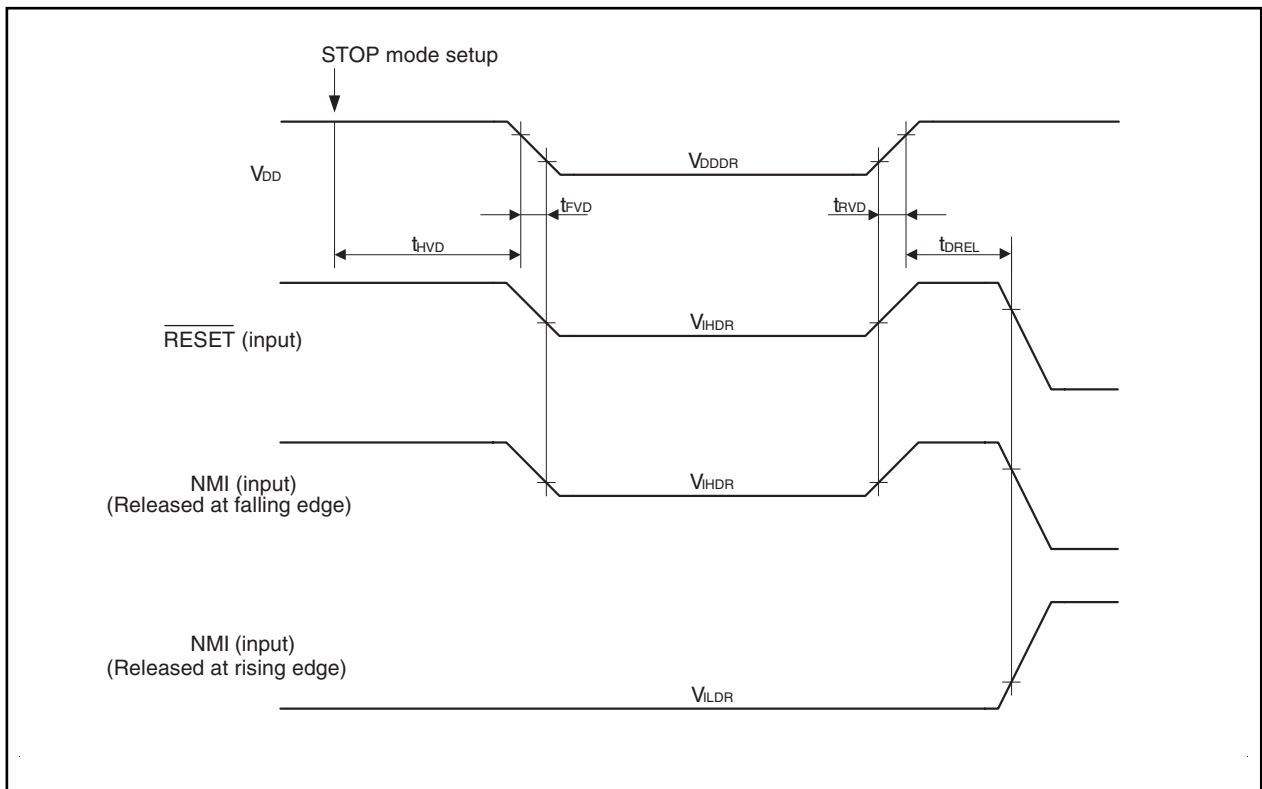 STOP mode setup
VDD
VDDDR
tFVD
tRVD
tHVD
tDREL
RESET (input)
VIHDR
NMI (input)
(Released at falling edge)
VIHDR
NMI (input)
(Released at rising edge)
VILDR